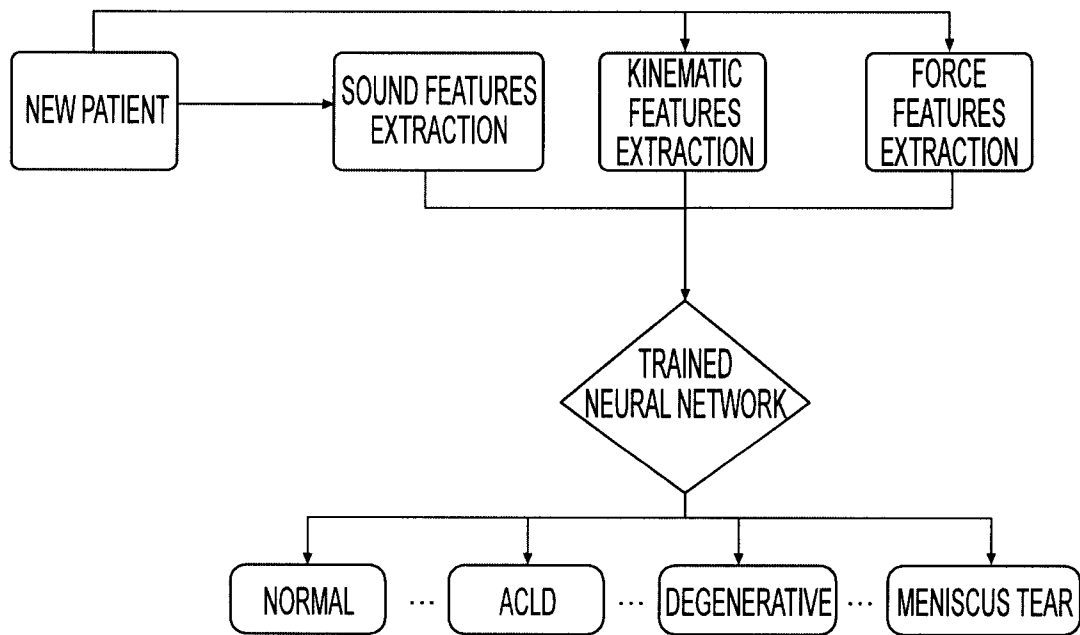 NEW PATIENT
SOUND FEATURES
EXTRACTION
KINEMATIC
FEATURES
EXTRACTION
FORCE
FEATURES
EXTRACTION
TRAINED
NEURAL NETWORK
NORMAL ... ACLD ... DEGENERATIVE ... MENISCUS TEAR